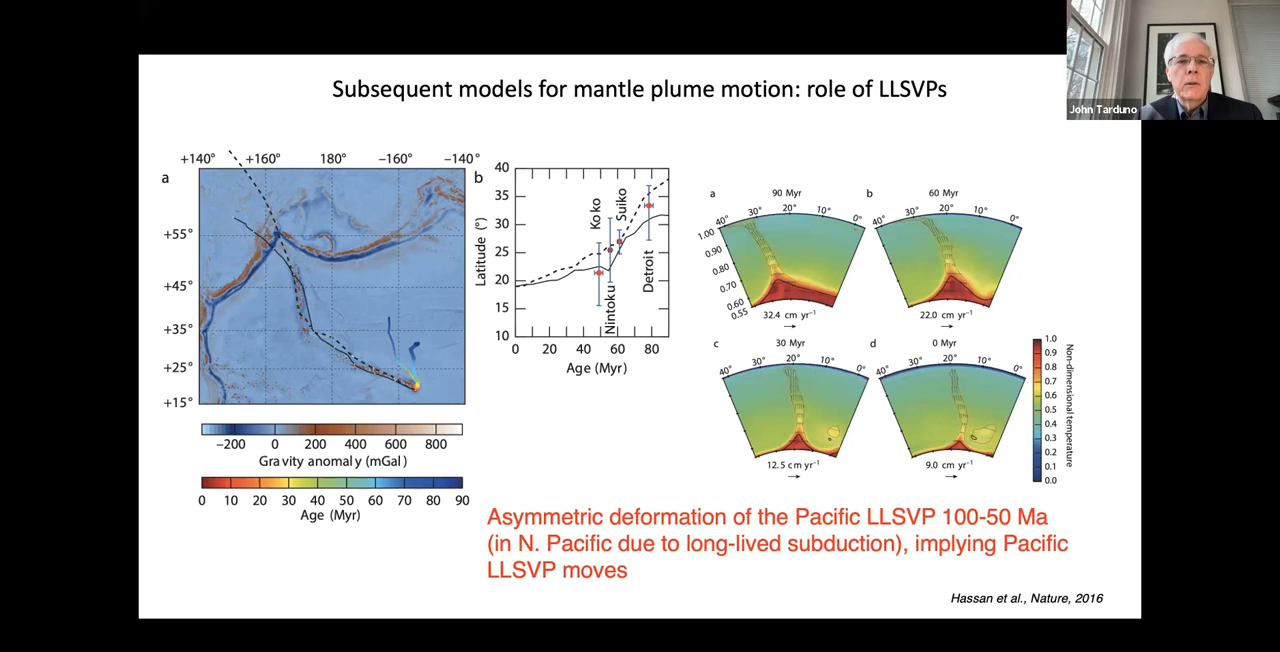 John Tarduno
Subsequent models for mantle plume motion: role of LLSVPs
+140° +160° 180° −160° −140°
a
+55°
+45°
+35°
+25°
+15°
−200 0 200 400 600 800
Gravity anomaly (mGal)
0 10 20 30 40 50 60 70 80 90
Age (Myr)
b
40
35
30
25
20
15
10
Latitude (°)
Koko
Nintoku
Suiko
Detroit
0 20 40 60 80
Age (Myr)
a 90 Myr
40° 30° 20° 10° 0°
1.00
0.90
0.80
0.70
0.60
0.55
32.4 cm yr⁻¹
b 60 Myr
40° 30° 20° 10° 0°
22.0 cm yr⁻¹
c 30 Myr
40° 30° 20° 10° 0°
12.5 cm yr⁻¹
d 0 Myr
40° 30° 20° 10° 0°
9.0 cm yr⁻¹
1.0
0.9
0.8
0.7
0.6
0.5
0.4
0.3
0.2
0.1
0.0
Non-dimensional temperature
Asymmetric deformation of the Pacific LLSVP 100-50 Ma
(in N. Pacific due to long-lived subduction), implying Pacific
LLSVP moves
Hassan et al., Nature, 2016